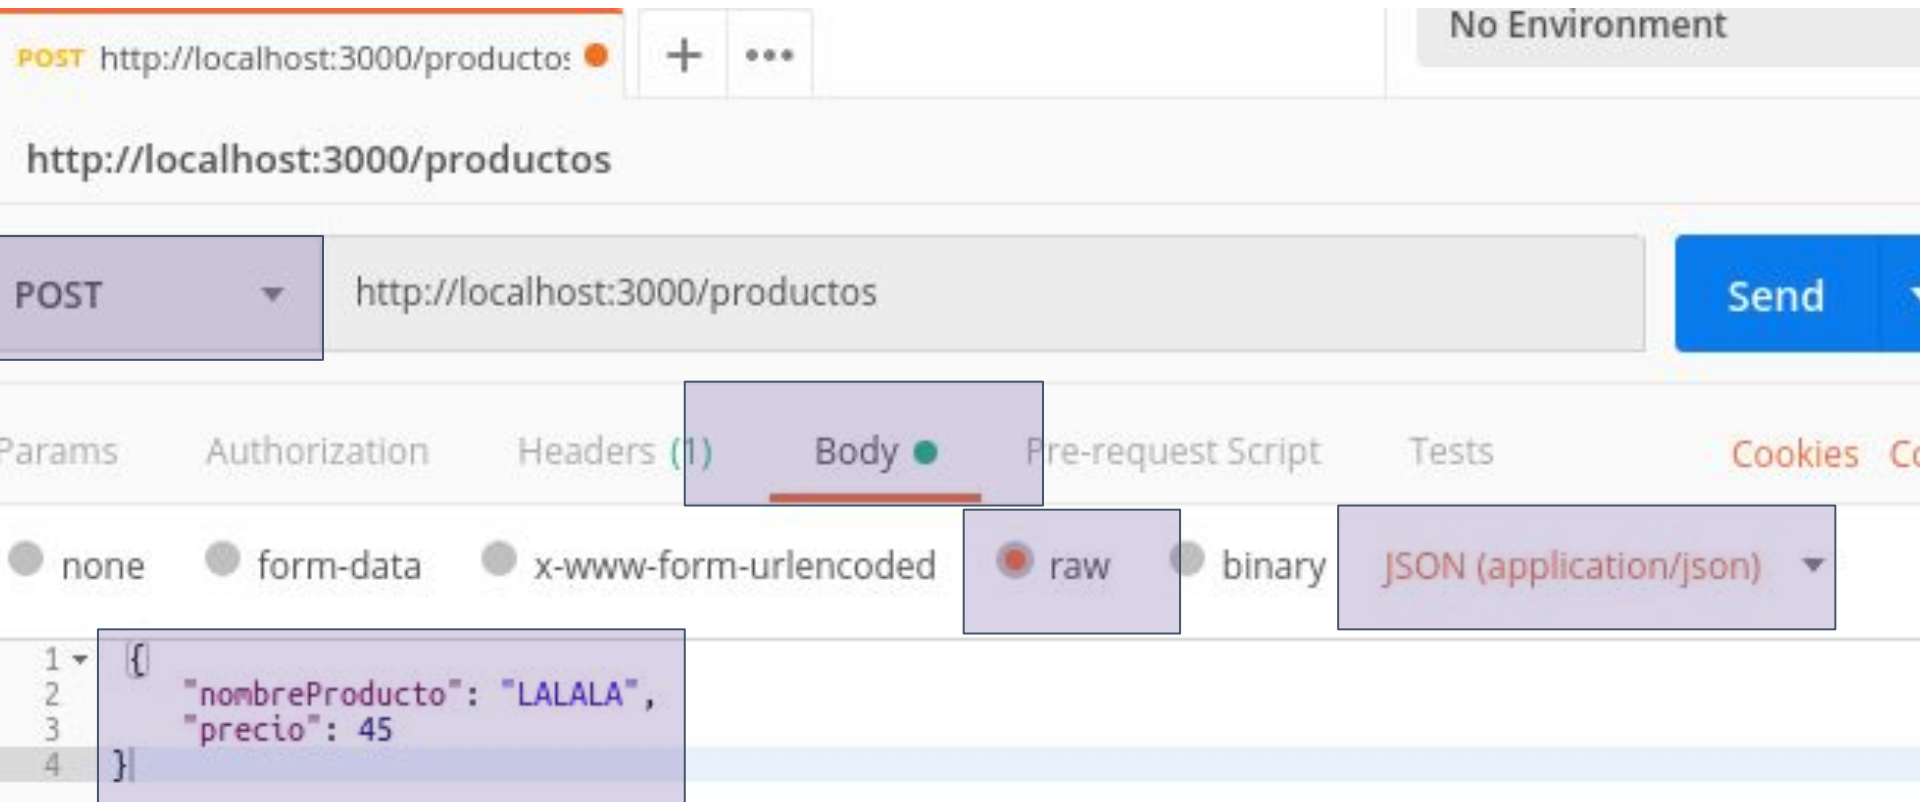 No Environment
POST http://localhost:3000/productos
http://localhost:3000/productos
POST http://localhost:3000/productos Send
Params Authorization Headers (1) Body Pre-request Script Tests Cookies
none form-data x-www-form-urlencoded raw binary JSON (application/json)
1 {
2 "nombreProducto": "LALALA",
3 "precio": 45
4 }